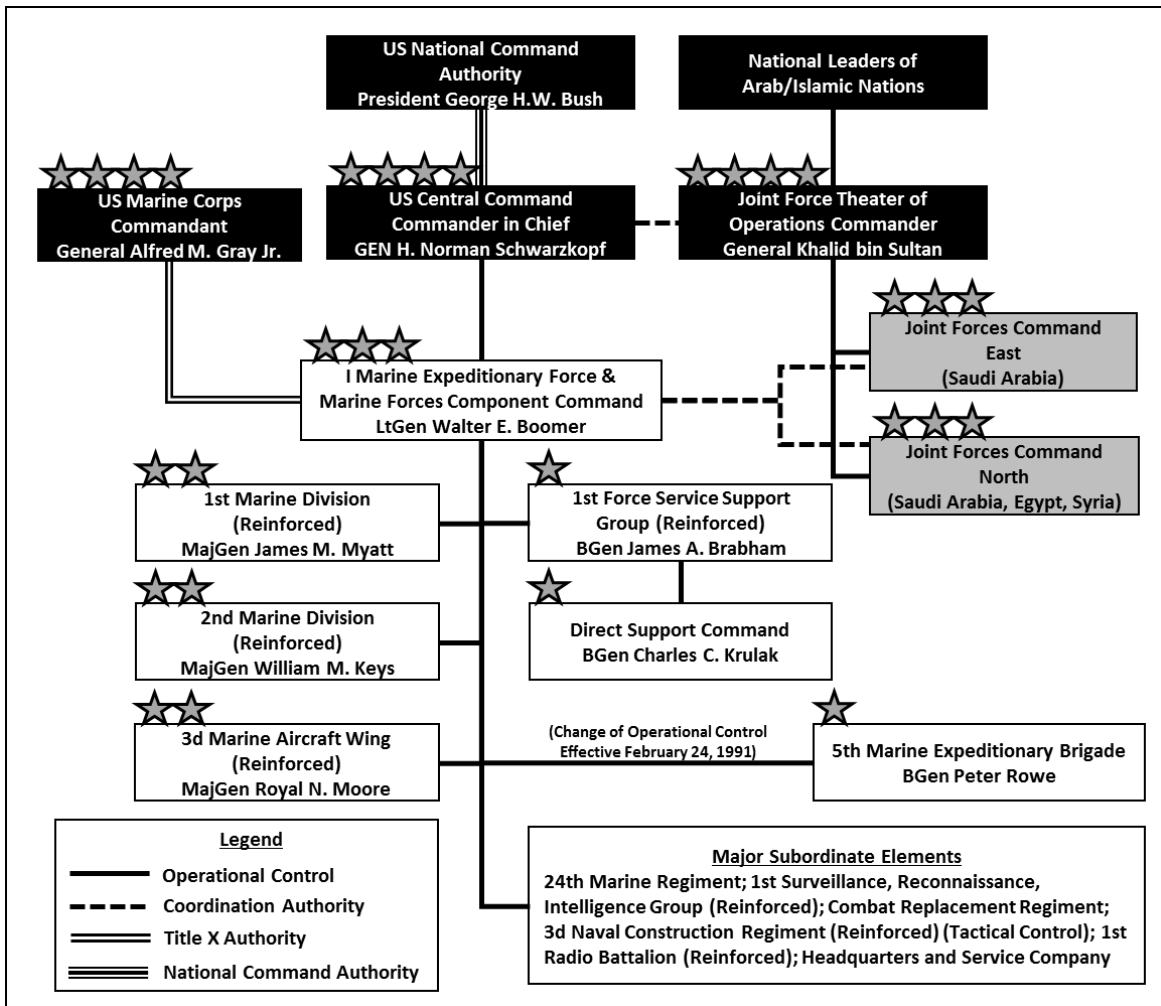 US National Command
Authority
President George H.W. Bush
National Leaders of
Arab/Islamic Nations
US Marine Corps
Commandant
General Alfred M. Gray Jr.
US Central Command
Commander in Chief
GEN H. Norman Schwarzkopf
Joint Force Theater of
Operations Commander
General Khalid bin Sultan
Joint Forces Command
East
(Saudi Arabia)
I Marine Expeditionary Force &
Marine Forces Component Command
LtGen Walter E. Boomer
Joint Forces Command
North
(Saudi Arabia, Egypt, Syria)
1st Marine Division
(Reinforced)
MajGen James M. Myatt
1st Force Service Support
Group (Reinforced)
BGen James A. Brabham
2nd Marine Division
(Reinforced)
MajGen William M. Keys
Direct Support Command
BGen Charles C. Krulak
3d Marine Aircraft Wing
(Reinforced)
MajGen Royal N. Moore
(Change of Operational Control
Effective February 24, 1991)
5th Marine Expeditionary Brigade
BGen Peter Rowe
Legend
Operational Control
Coordination Authority
Title X Authority
National Command Authority
Major Subordinate Elements
24th Marine Regiment; 1st Surveillance, Reconnaissance,
Intelligence Group (Reinforced); Combat Replacement Regiment;
3d Naval Construction Regiment (Reinforced) (Tactical Control); 1st
Radio Battalion (Reinforced); Headquarters and Service Company